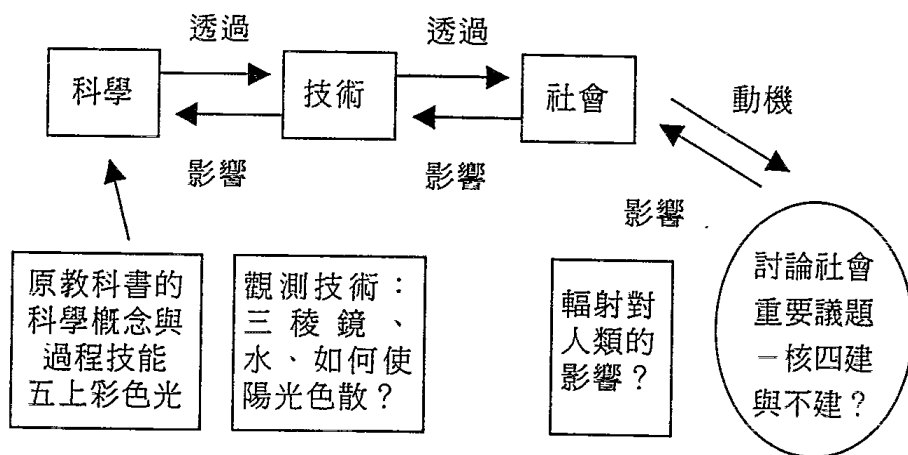 透過 透過
科學 技術 社會 動機
影響 影響 影響
原教科書的
科學概念與
過程技能
五上彩色光
觀測技術：
三稜鏡、
水、如何使
陽光色散？
輻射對
人類的
影響？
討論社會
重要議題
－核四建
與不建？